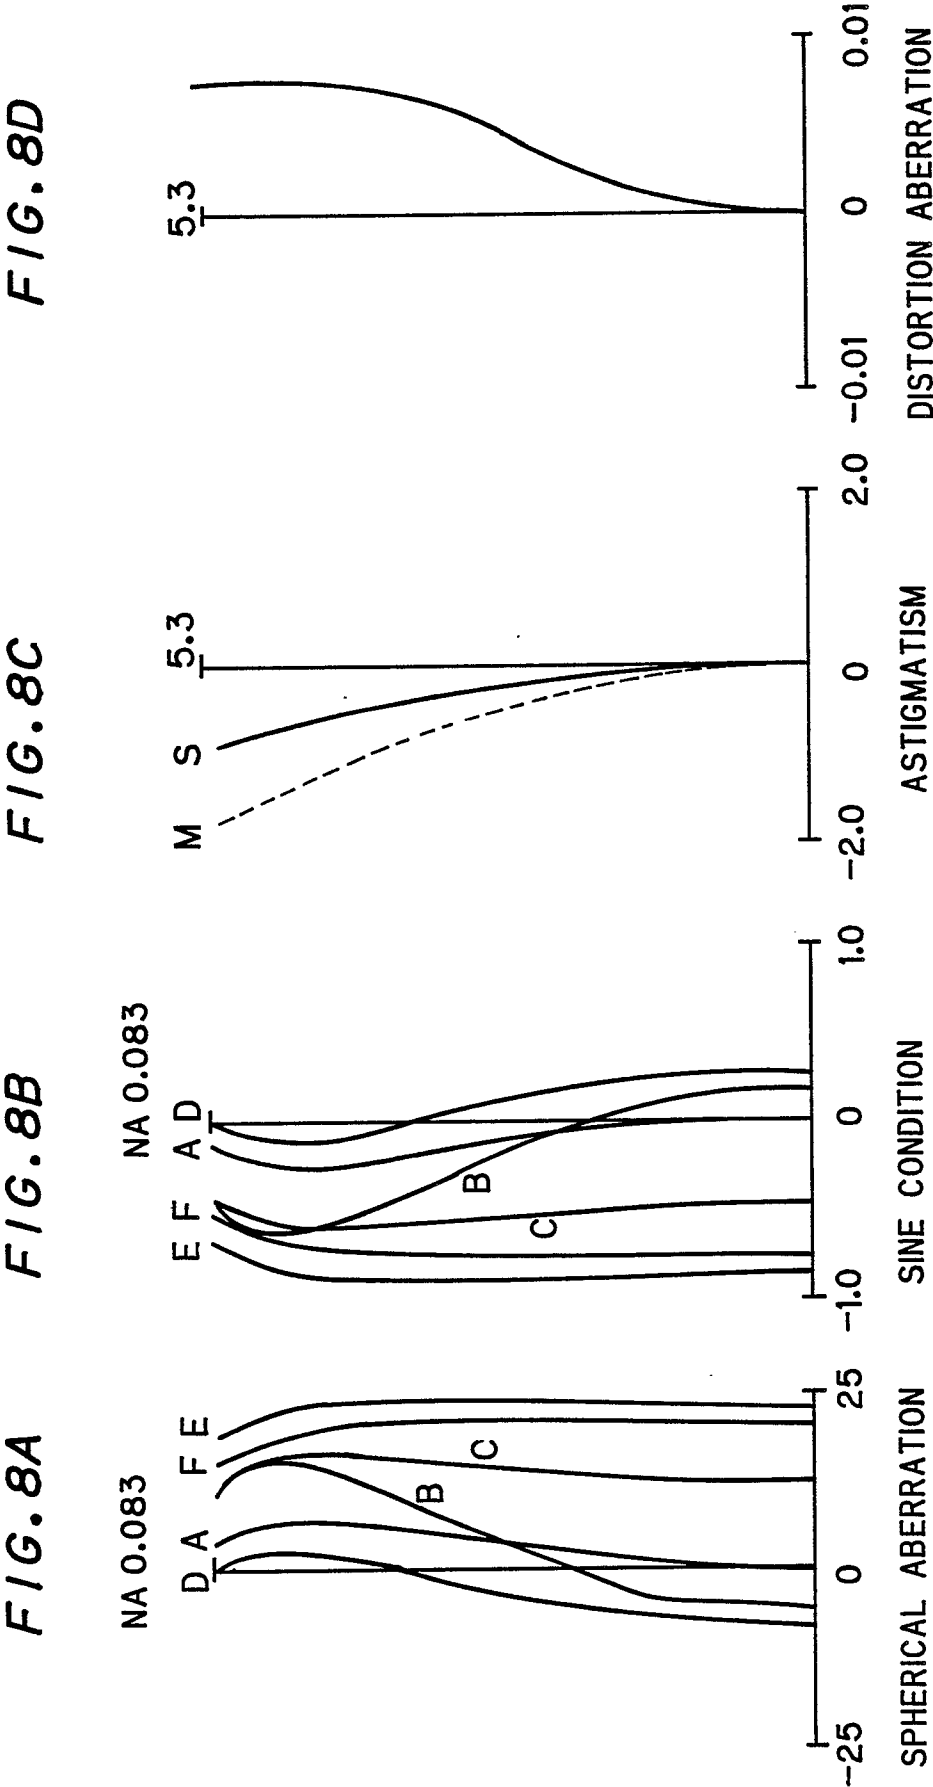 FIG. 8A
NA 0.083
D A F E
B
C
-25 0 25
SPHERICAL ABERRATION
FIG. 8B
NA 0.083
E F A D
B
C
-1.0 0 1.0
SINE CONDITION
FIG. 8C
M S 5.3
-2.0 0 2.0
ASTIGMATISM
FIG. 8D
5.3
-0.01 0 0.01
DISTORTION ABERRATION